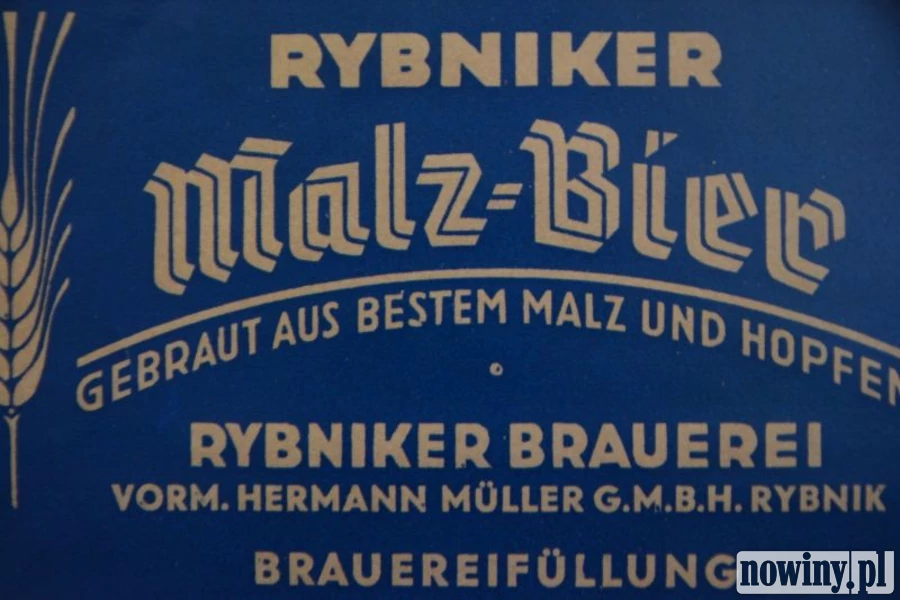 RYBNIKER
Malz=Bier
GEBRAUT AUS BESTEM MALZ UND HOPFEN
RYBNIKER BRAUEREI
VORM. HERMANN MÜLLER G.M.B.H. RYBNIK
BRAUEREIFÜLLUNG
nowiny.pl